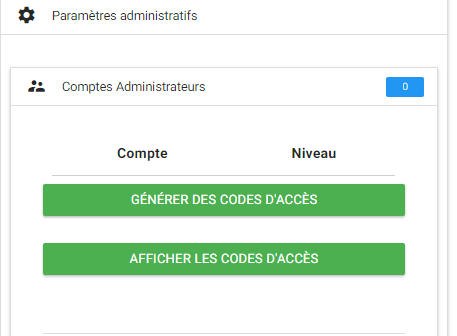 Paramètres administratifs
Comptes Administrateurs 0
Compte Niveau
GÉNÉRER DES CODES D'ACCÈS
AFFICHER LES CODES D'ACCÈS